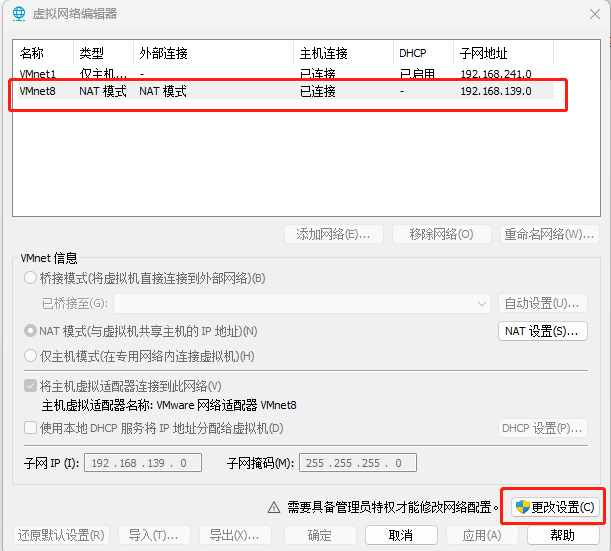 虚拟网络编辑器
名称 类型 外部连接 主机连接 DHCP 子网地址
VMnet1 仅主机... - 已连接 已启用 192.168.241.0
VMnet8 NAT 模式 NAT 模式 已连接 - 192.168.139.0
添加网络(E)... 移除网络(O) 重命名网络(W)...
VMnet 信息
桥接模式(将虚拟机直接连接到外部网络)(B)
已桥接至(G): 自动设置(U)...
NAT 模式(与虚拟机共享主机的 IP 地址)(N) NAT 设置(S)...
仅主机模式(在专用网络内连接虚拟机)(H)
将主机虚拟适配器连接到此网络(V)
主机虚拟适配器名称: VMware 网络适配器 VMnet8
使用本地 DHCP 服务将 IP 地址分配给虚拟机(D) DHCP 设置(P)...
子网 IP (I): 192 . 168 . 139 . 0 子网掩码(M): 255 . 255 . 255 . 0
需要具备管理员特权才能修改网络配置。 更改设置(C)
还原默认设置(R) 导入(T)... 导出(X)... 确定 取消 应用(A) 帮助